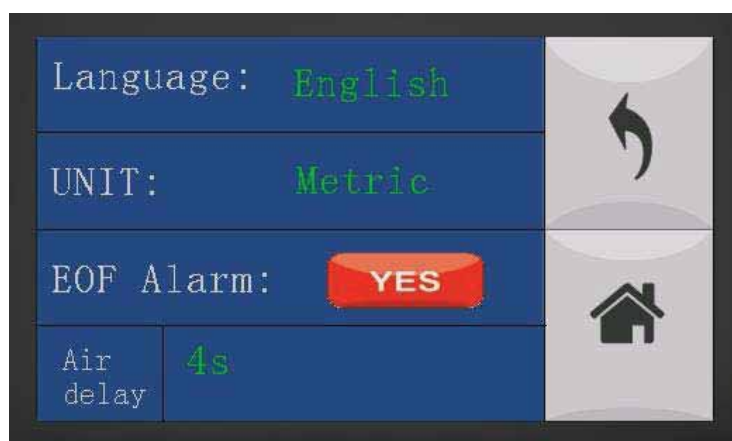 Language: English
UNIT: Metric
EOF Alarm: YES
Air delay 4s